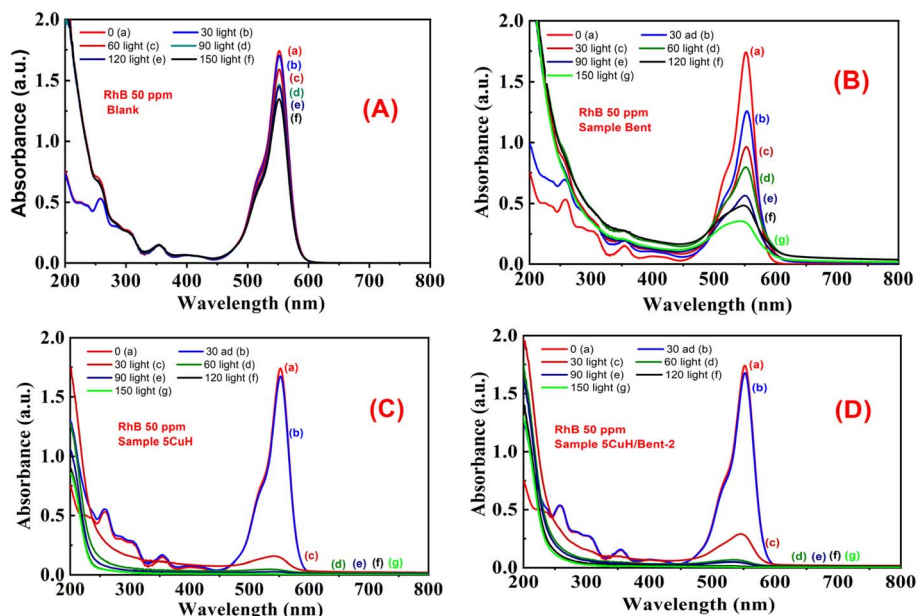 2.0
1.5
1.0
0.5
0.0
Absorbance (a.u.)
0 (a) 30 light (b)
60 light (c) 90 light (d)
120 light (e) 150 light (f)
RhB 50 ppm
Blank
(A)
(a)
(b)
(c)
(d)
(e)
(f)
200 300 400 500 600 700 800
Wavelength (nm)
2.0
1.5
1.0
0.5
0.0
Absorbance (a.u.)
0 (a) 30 ad (b)
30 light (c) 60 light (d)
90 light (e) 120 light (f)
150 light (g)
RhB 50 ppm
Sample Bent
(B)
(a)
(b)
(c)
(d)
(e)
(f)
(g)
200 300 400 500 600 700 800
Wavelength (nm)
2.0
1.5
1.0
0.5
0.0
Absorbance (a.u.)
0 (a) 30 ad (b)
30 light (c) 60 light (d)
90 light (e) 120 light (f)
150 light (g)
RhB 50 ppm
Sample 5CuH
(C)
(a)
(b)
(c)
(d) (e) (f) (g)
200 300 400 500 600 700 800
Wavelength (nm)
2.0
1.5
1.0
0.5
0.0
Absorbance (a.u.)
0 (a) 30 ad (b)
30 light (c) 60 light (d)
90 light (e) 120 light (f)
150 light (g)
RhB 50 ppm
Sample 5CuH/Bent-2
(D)
(a)
(b)
(c)
(d) (e) (f) (g)
200 300 400 500 600 700 800
Wavelength (nm)